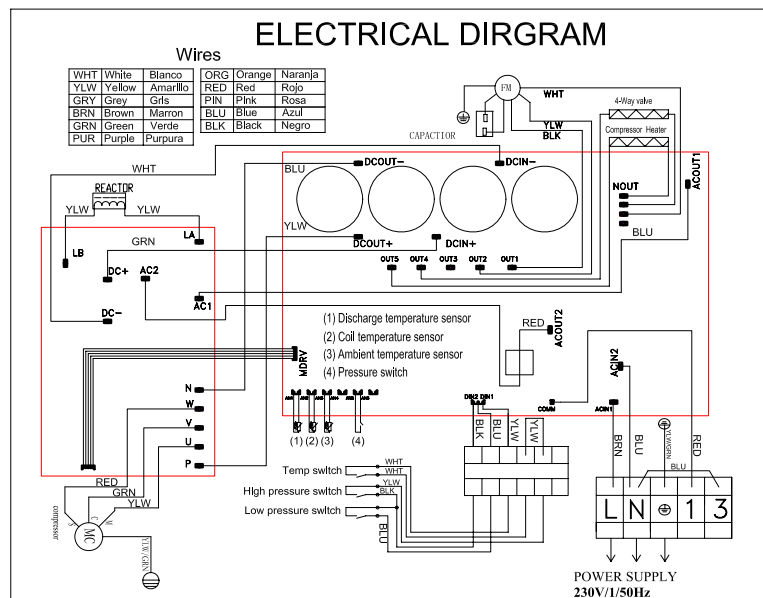 ELECTRICAL DIRGRAM
Wires
WHT White Blanco ORG Orange Naranja
YLW Yellow Amarillo RED Red Rojo
GRY Grey Gris PIN Pink Rosa
BRN Brown Marron BLU Blue Azul
GRN Green Verde BLK Black Negro
PUR Purple Purpura
FM
WHT
YLW
BLK
CAPACTIOR
4-Way valve
Compressor Heater
WHT
BLU
DCOUT-
DCIN-
NOUT
ACOUT1
REACTOR
YLW
YLW
YLW
BLU
LA
GRN
DCOUT+
DCIN+
LB
DC+
AC2
OUT5
OUT4
OUT3
OUT2
OUT1
DC-
AC1
(1) Discharge temperature sensor
(2) Coil temperature sensor
(3) Ambient temperature sensor
(4) Pressure switch
RED
ACOUT2
MDRV
ACIN2
N
W
V
U
P
DIN2
DIN1
COMM
ACIN1
(1)
(2)
(3)
(4)
BLK
BLU
YLW
YLW
BRN
BLU
YLW/GRN
RED
BLU
RED
GRN
YLW
compressor
S
C
M
MC
YLW/GRN
Temp switch
WHT
WHT
High pressure switch
YLW
BLK
Low pressure switch
BLU
L N 1 3
POWER SUPPLY
230V/1/50Hz